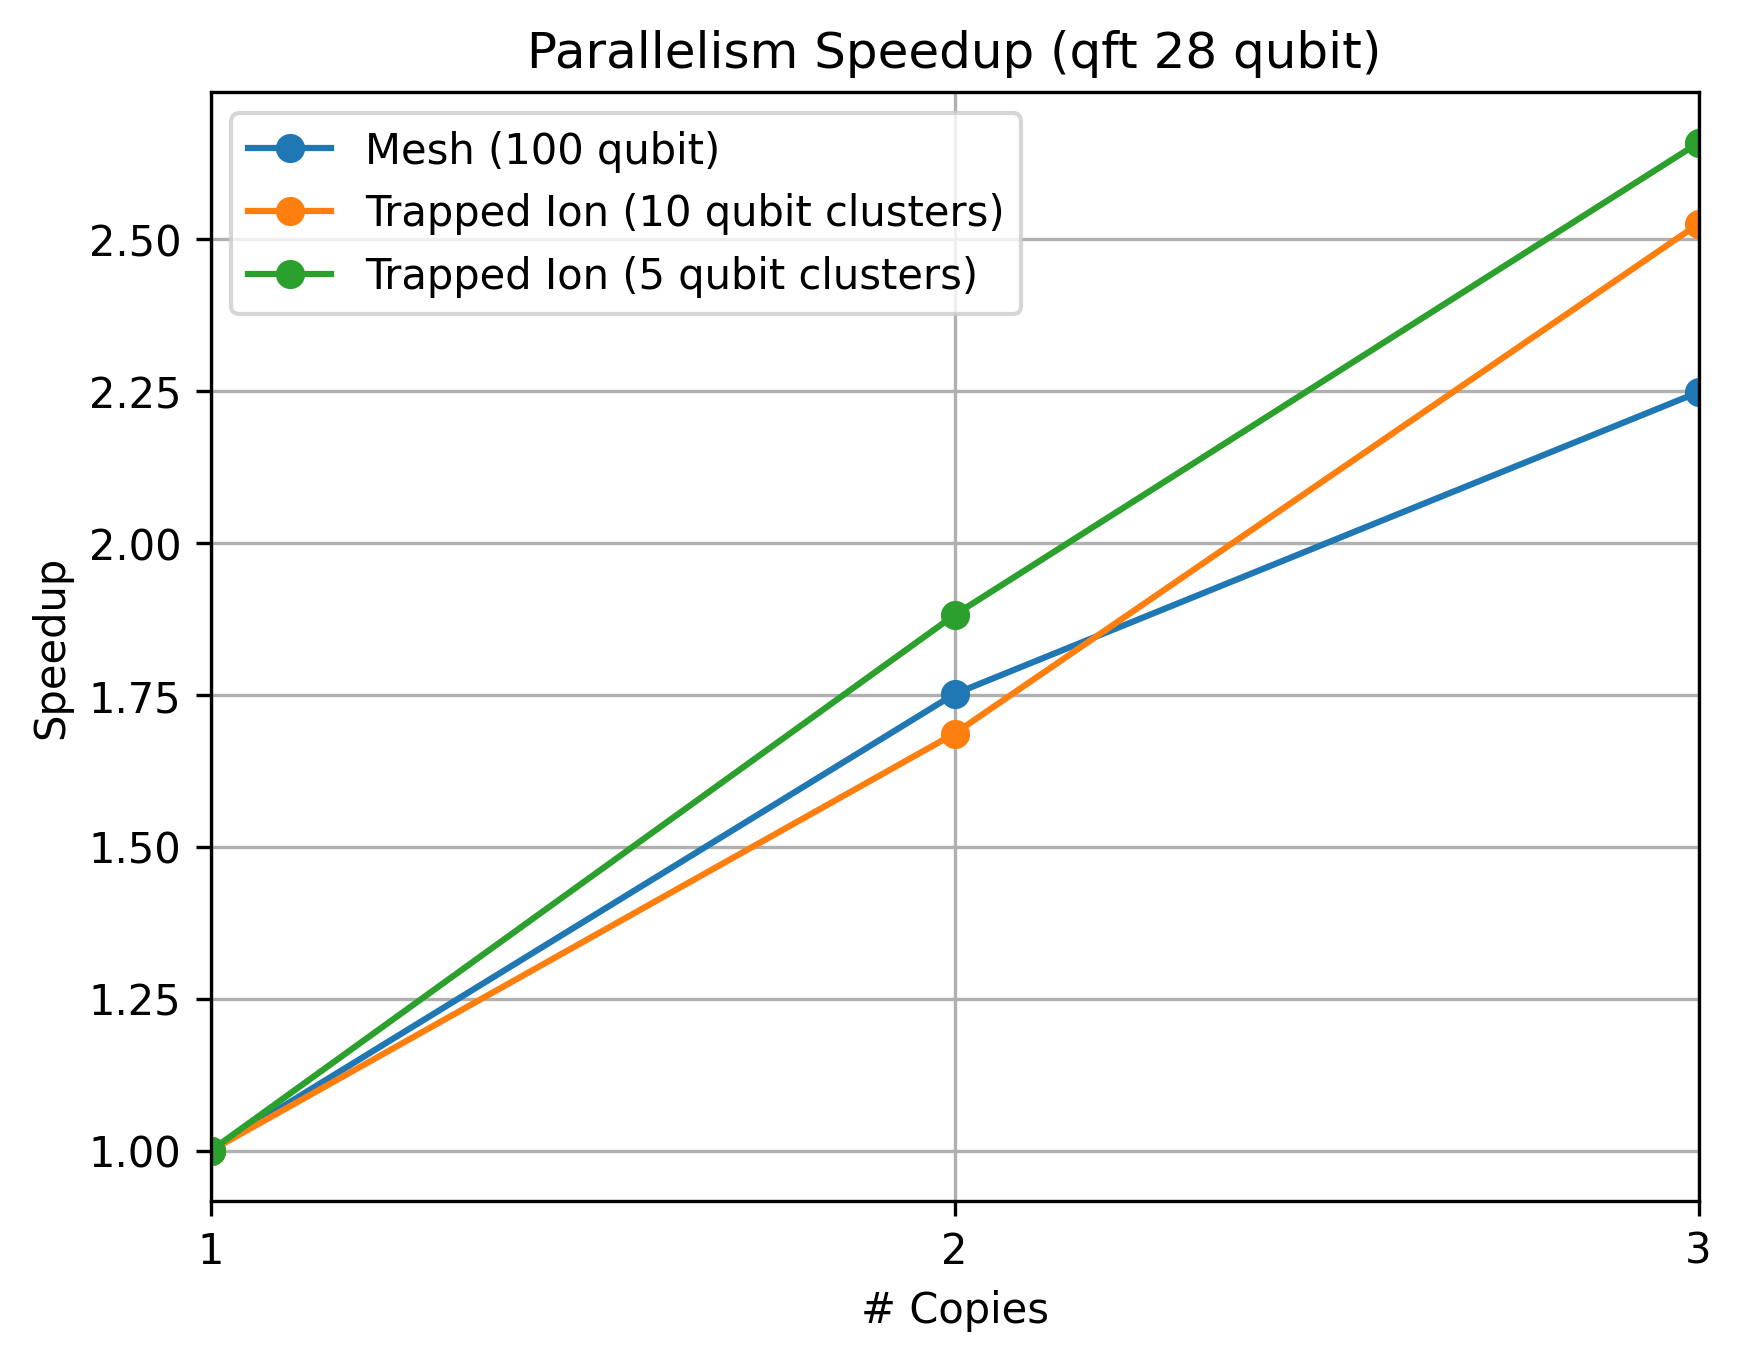 Parallelism Speedup (qft 28 qubit)
Mesh (100 qubit)
Trapped Ion (10 qubit clusters)
Trapped Ion (5 qubit clusters)
2.50
2.25
2.00
1.75
1.50
1.25
1.00
Speedup
1 2 3
# Copies